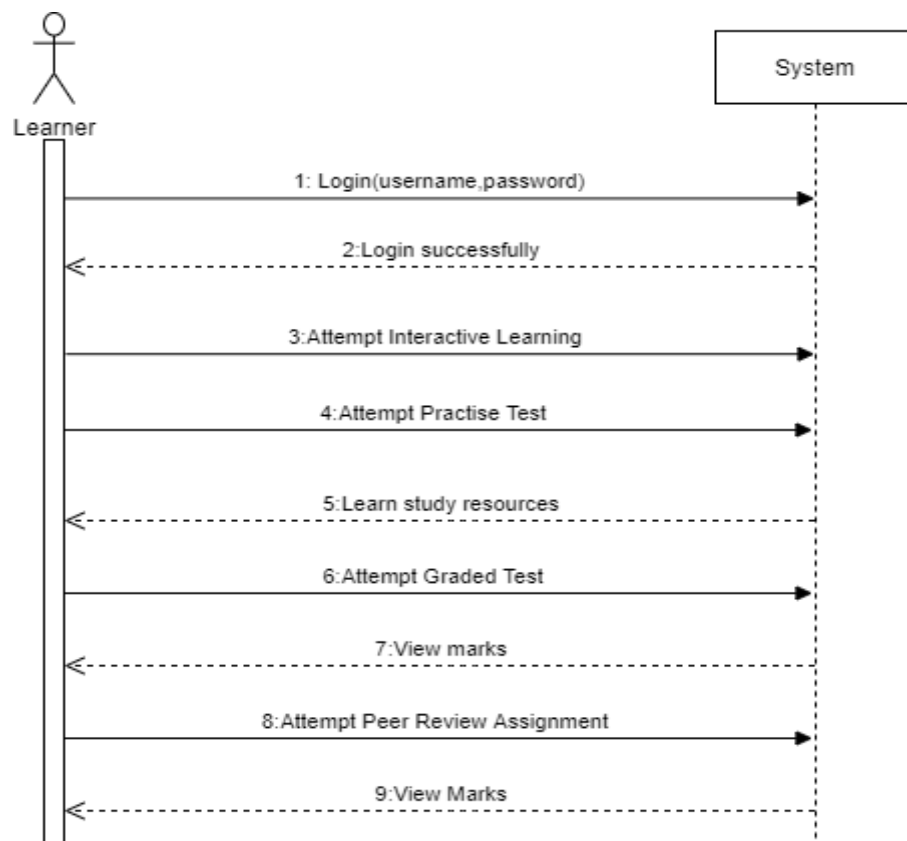 System
Learner
1: Login(username,password)
2:Login successfully
3:Attempt Interactive Learning
4:Attempt Practise Test
5:Learn study resources
6:Attempt Graded Test
7:View marks
8:Attempt Peer Review Assignment
9:View Marks